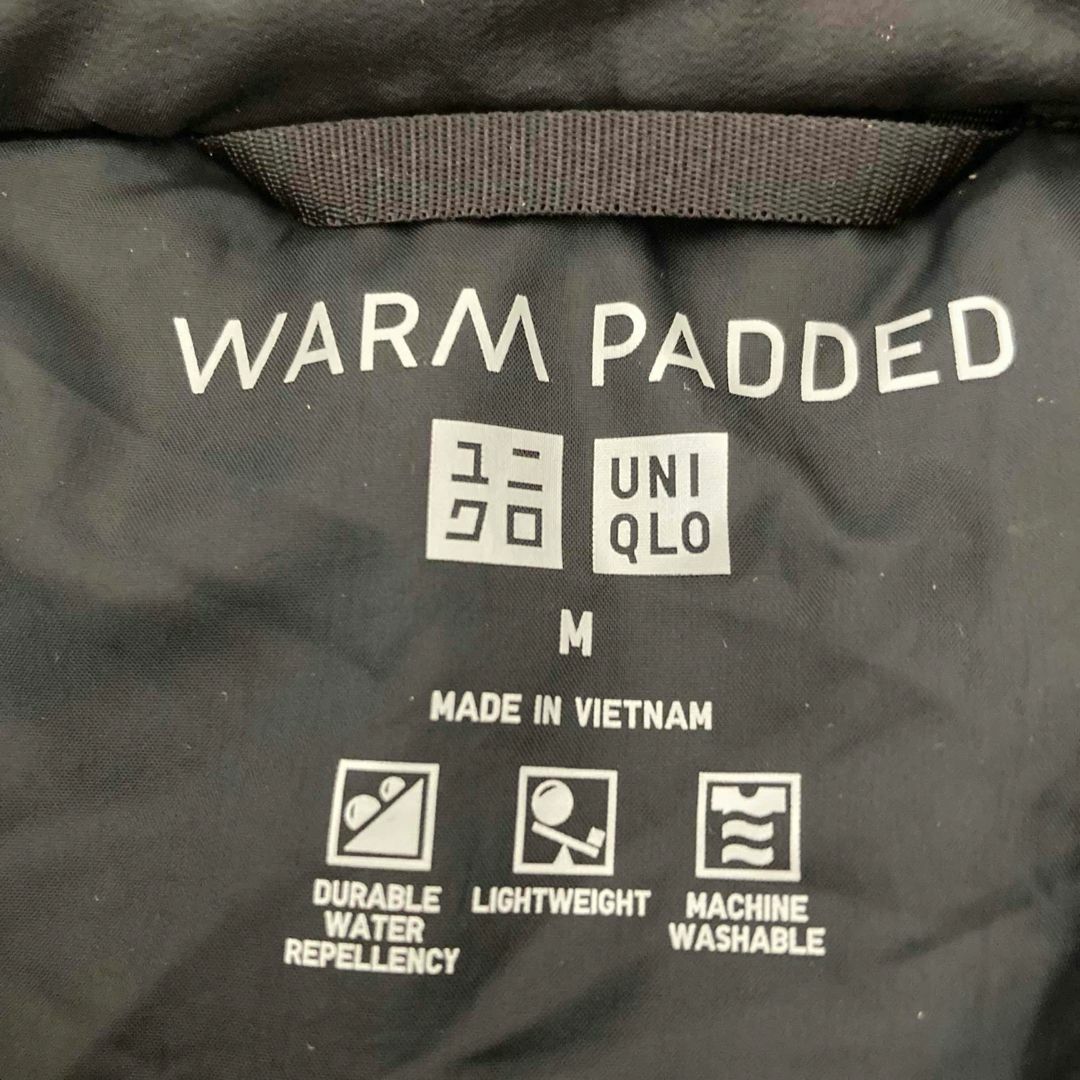 WARM PADDED
ユニ
クロ
UNI
QLO
M
MADE IN VIETNAM
DURABLE
WATER
REPELLENCY
LIGHTWEIGHT
MACHINE
WASHABLE